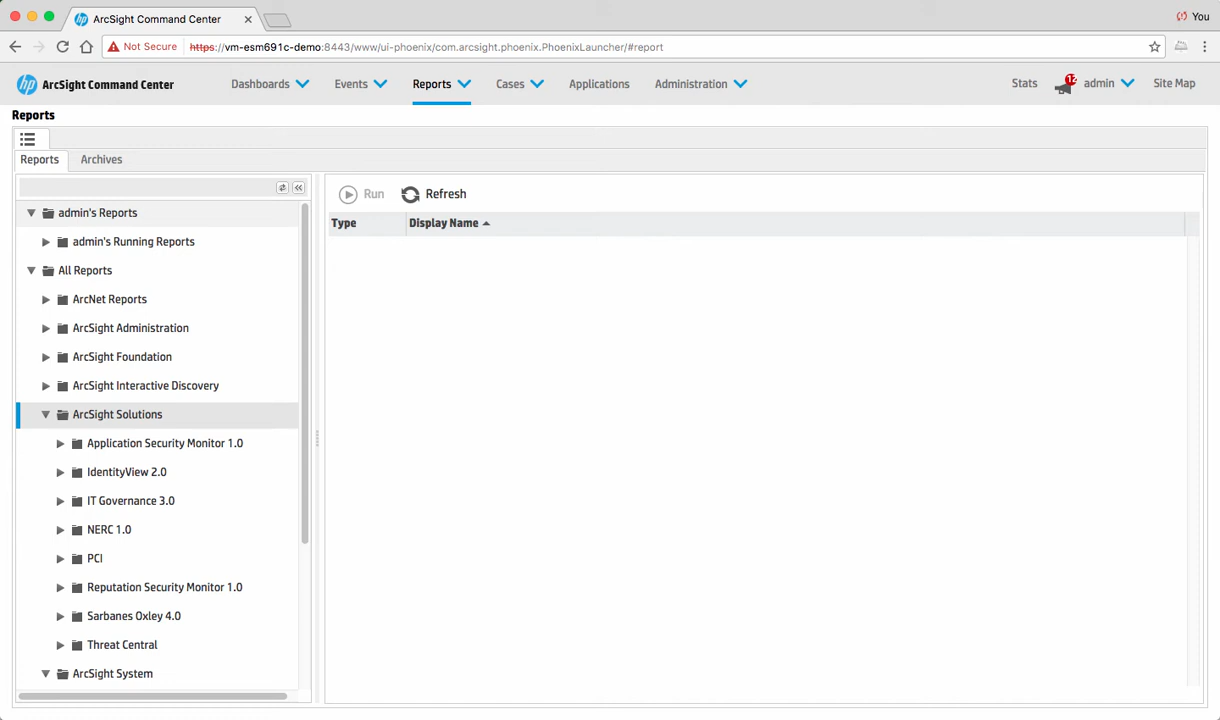 ArcSight Command Center
You
Not Secure
https://vm-esm691c-demo:8443/www/ui-phoenix/com.arcsight.phoenix.PhoenixLauncher/#report
hp
ArcSight Command Center
Dashboards
Events
Reports
Cases
Applications
Administration
Stats
12
admin
Site Map
Reports
Reports
Archives
Run
Refresh
Type
Display Name
admin's Reports
admin's Running Reports
All Reports
ArcNet Reports
ArcSight Administration
ArcSight Foundation
ArcSight Interactive Discovery
ArcSight Solutions
Application Security Monitor 1.0
IdentityView 2.0
IT Governance 3.0
NERC 1.0
PCI
Reputation Security Monitor 1.0
Sarbanes Oxley 4.0
Threat Central
ArcSight System